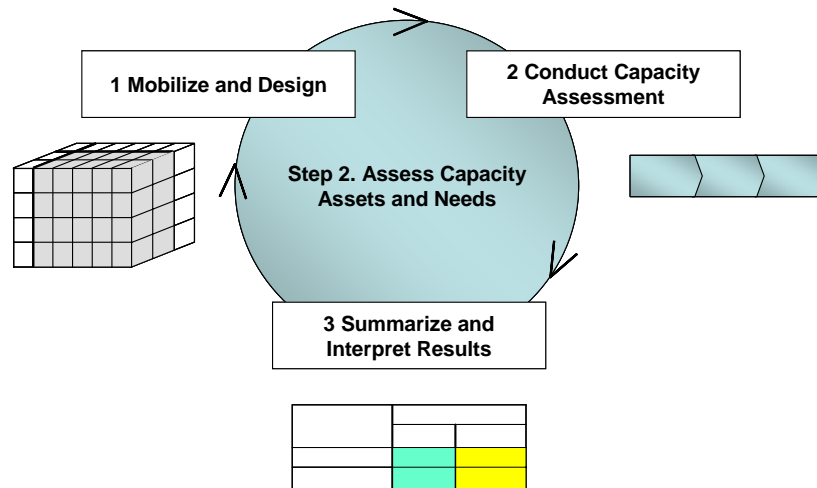 1 Mobilize and Design
2 Conduct Capacity
Assessment
Step 2. Assess Capacity
Assets and Needs
3 Summarize and
Interpret Results